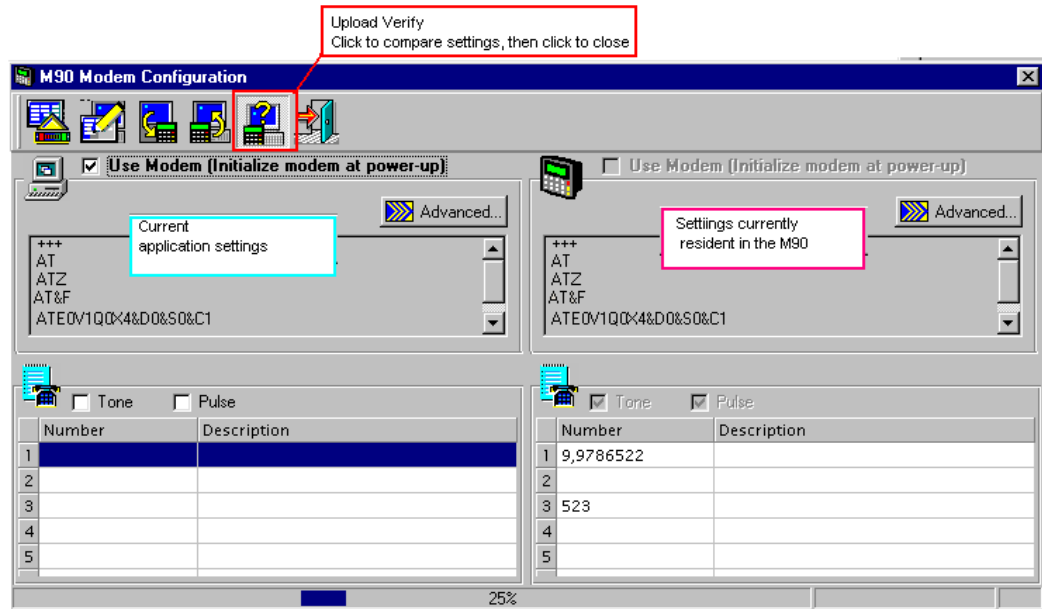 Upload Verify
Click to compare settings, then click to close
M90 Modem Configuration
Use Modem (Initialize modem at power-up)
Advanced...
Current
application settings
+++
AT
ATZ
AT&F
ATE0V1Q0X4&D0&S0&C1
Use Modem (Initialize modem at power-up)
Advanced...
Settiings currently
resident in the M90
+++
AT
ATZ
AT&F
ATE0V1Q0X4&D0&S0&C1
Tone Pulse
Number Description
1
2
3
4
5
Tone Pulse
Number Description
1 9,9786522
2
3 523
4
5
25%